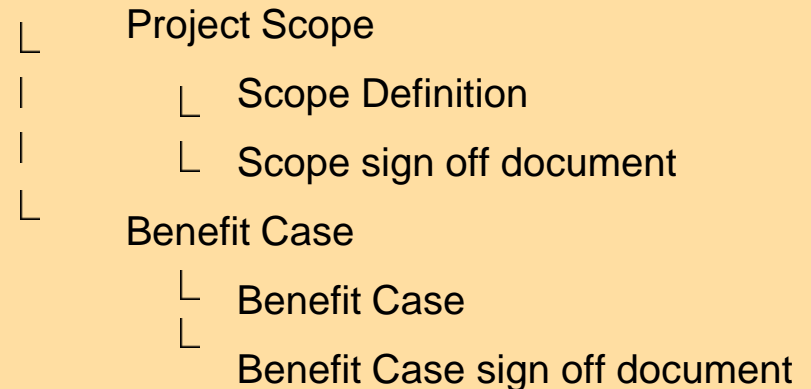 Project Scope
Scope Definition
Scope sign off document
Benefit Case
Benefit Case
Benefit Case sign off document